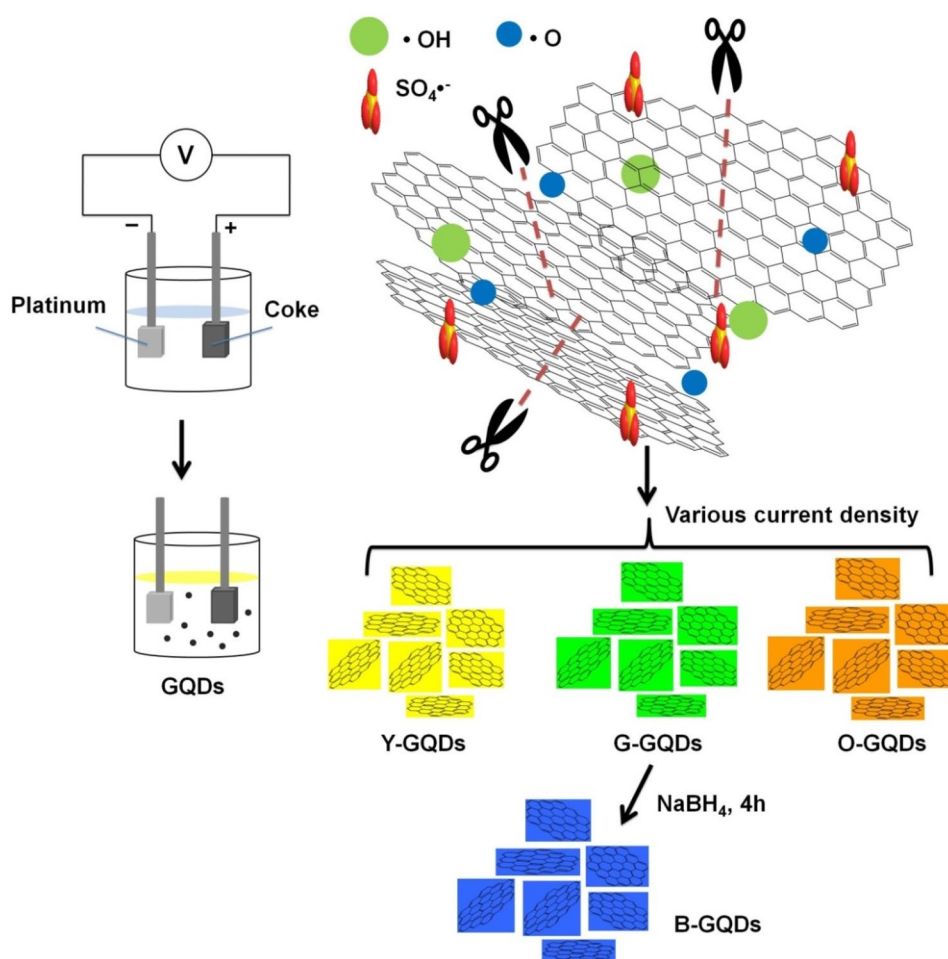 • OH
• O
SO₄•⁻
V
−
+
Platinum
Coke
Various current density
GQDs
Y-GQDs
G-GQDs
O-GQDs
NaBH₄, 4h
B-GQDs